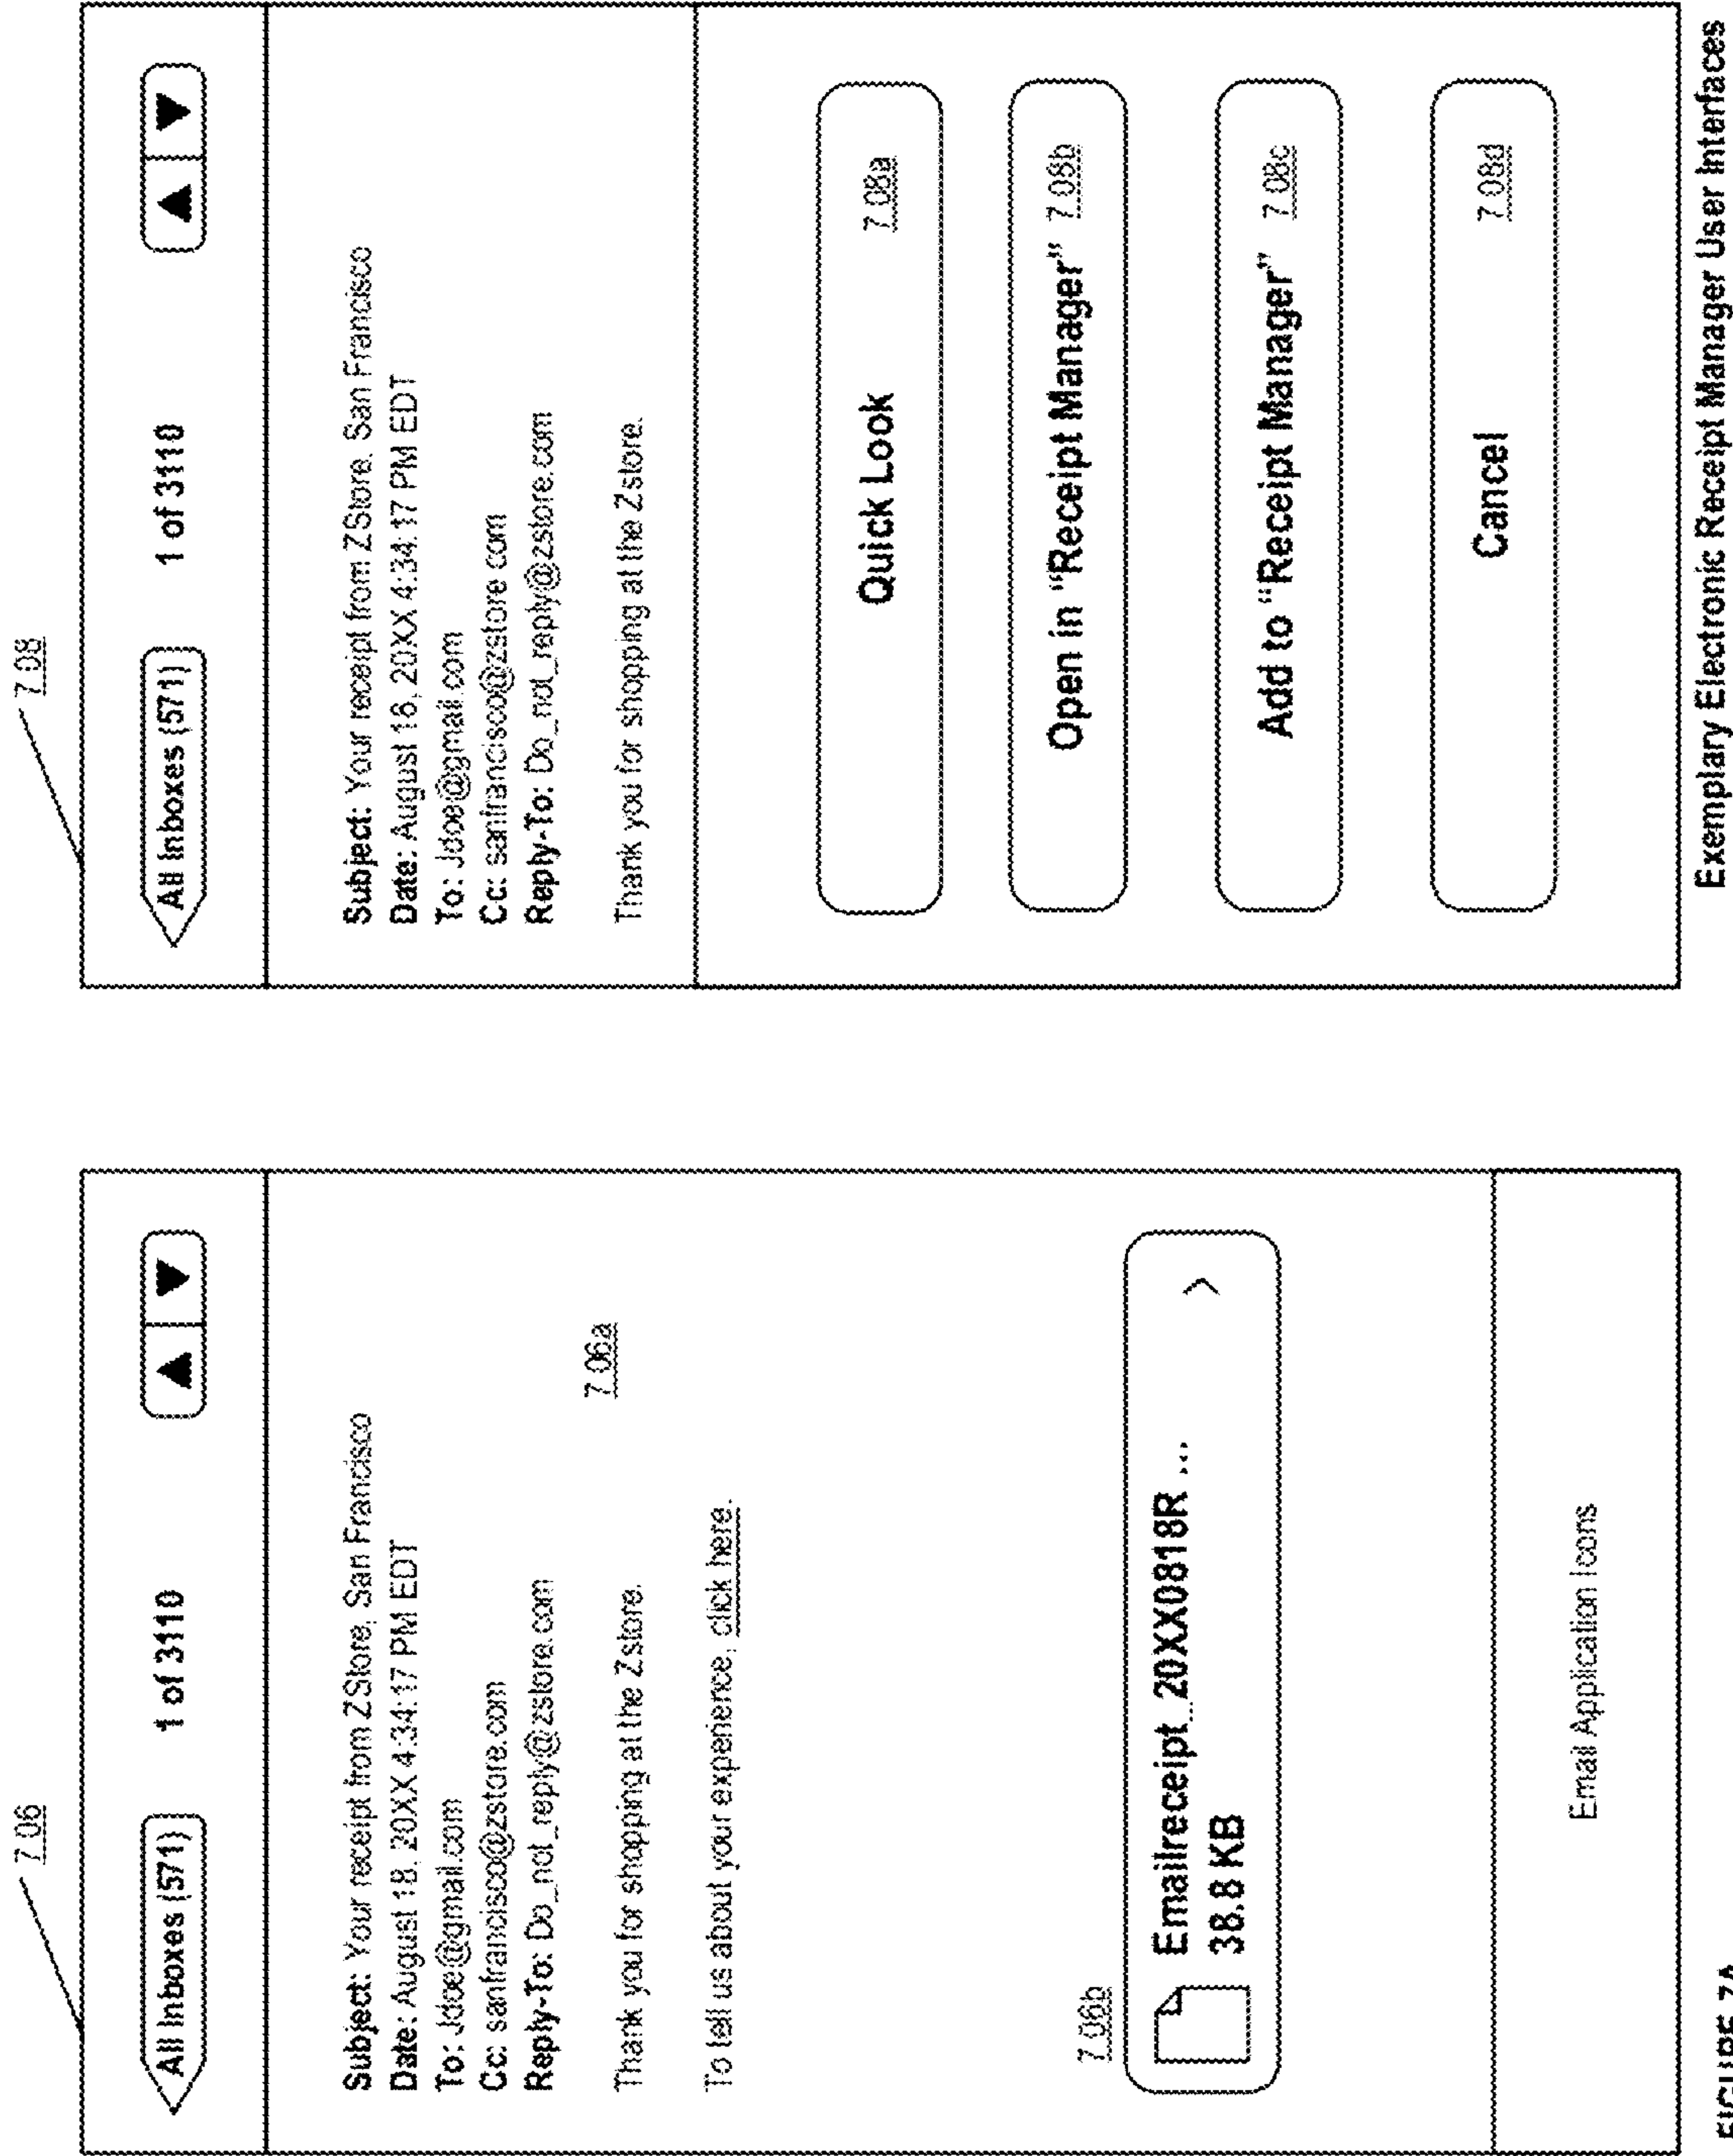 7.06
All Inboxes (571)
1 of 3110
Subject: Your receipt from ZStore, San Francisco
Date: August 18, 20XX 4:34:17 PM EDT
To: Jdoe@gmail.com
Cc: sanfrancisco@zstore.com
Reply-To: Do_not_reply@zstore.com
7.06a
Thank you for shopping at the Zstore.
To tell us about your experience, click here.
7.06b
Emailreceipt_20XX0818R ...
38.8 KB
Email Application Icons
FIGURE 7A
7.08
All Inboxes (571)
1 of 3110
Subject: Your receipt from ZStore, San Francisco
Date: August 16, 20XX 4:34:17 PM EDT
To: Jdoe@gmail.com
Cc: sanfrancisco@zstore.com
Reply-To: Do_not_reply@zstore.com
Thank you for shopping at the Zstore.
Quick Look 7.08a
Open in “Receipt Manager” 7.08b
Add to “Receipt Manager” 7.08c
Cancel 7.08d
Exemplary Electronic Receipt Manager User Interfaces